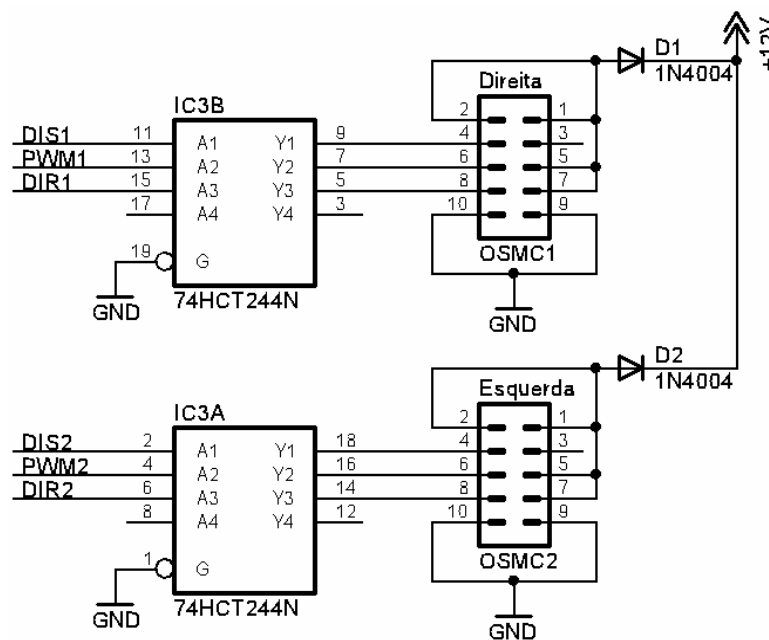 +12V
D1
1N4004
Direita
IC3B
2 1
DIS1 11 A1 Y1 9 4 3
PWM1 13 A2 Y2 7 6 5
DIR1 15 A3 Y3 5 8 7
17 A4 Y4 3 10 9
19 G
OSMC1
74HCT244N
GND
GND
D2
1N4004
Esquerda
IC3A
2 1
DIS2 2 A1 Y1 18 4 3
PWM2 4 A2 Y2 16 6 5
DIR2 6 A3 Y3 14 8 7
8 A4 Y4 12 10 9
1 G
OSMC2
74HCT244N
GND
GND